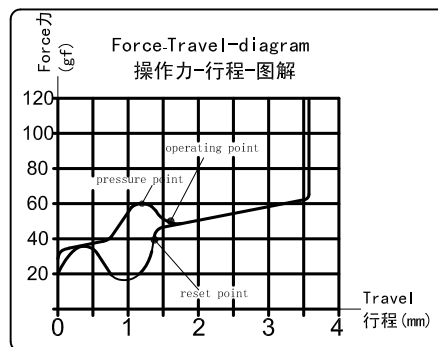 Force-Travel-diagram
操作力-行程-图解
Force力
(gf)
120
100
80
60
40
20
operating point
pressure point
reset point
0 1 2 3 4
Travel
行程(mm)